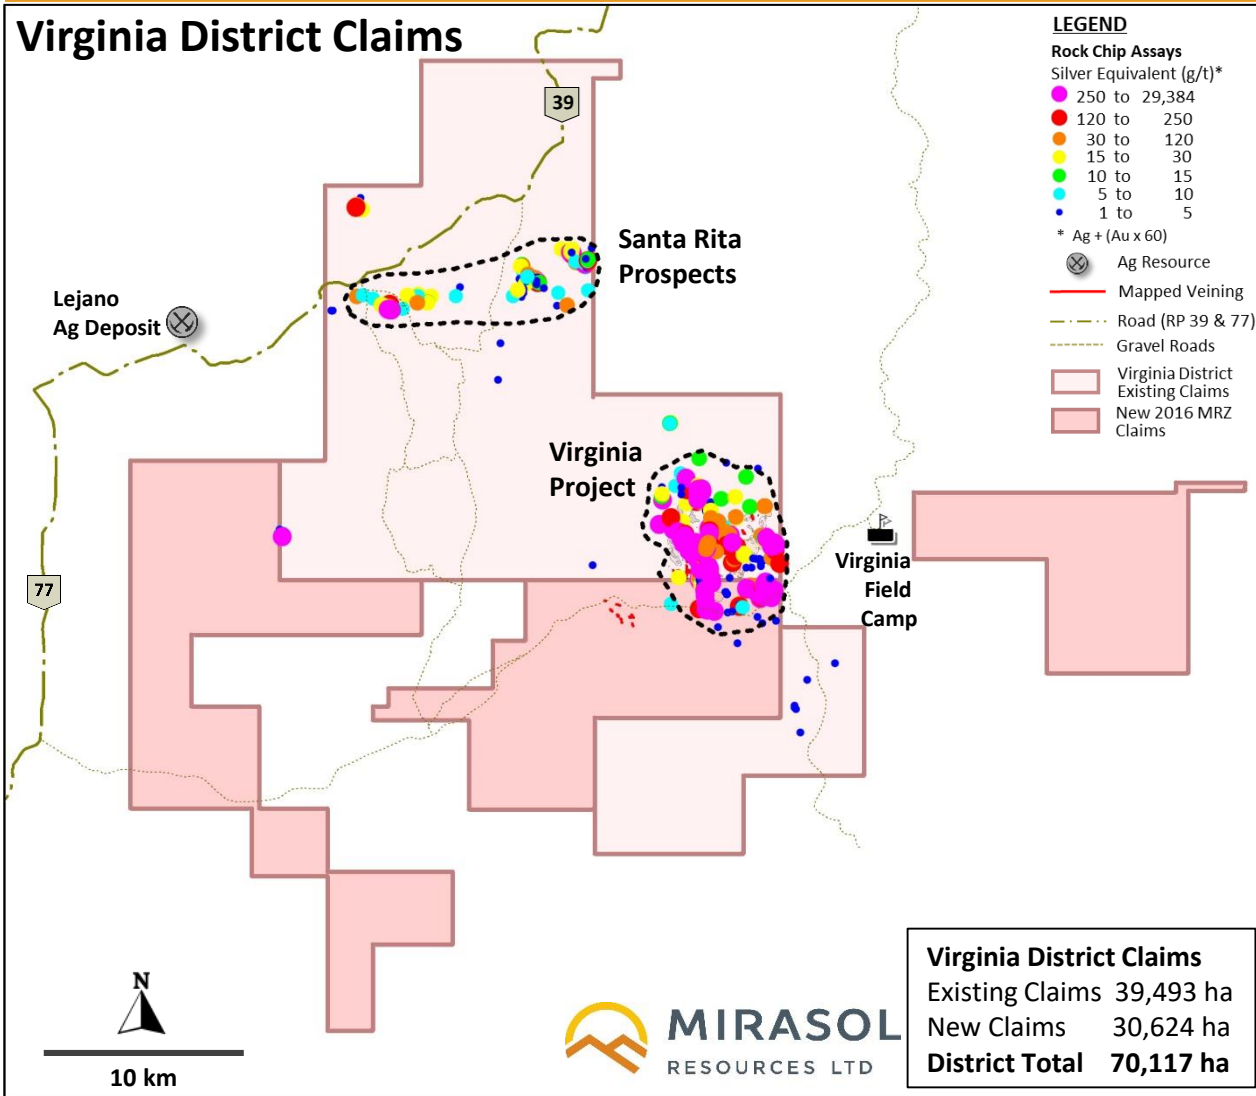 Virginia District Claims
LEGEND
Rock Chip Assays
Silver Equivalent (g/t)*
250 to 29,384
120 to 250
30 to 120
15 to 30
10 to 15
5 to 10
1 to 5
* Ag + (Au x 60)
Ag Resource
Mapped Veining
Road (RP 39 & 77)
Gravel Roads
Virginia District
Existing Claims
New 2016 MRZ
Claims
39
Santa Rita
Prospects
Lejano
Ag Deposit
Virginia
Project
Virginia
Field
Camp
77
N
10 km
MIRASOL
RESOURCES LTD
Virginia District Claims
Existing Claims 39,493 ha
New Claims 30,624 ha
District Total 70,117 ha